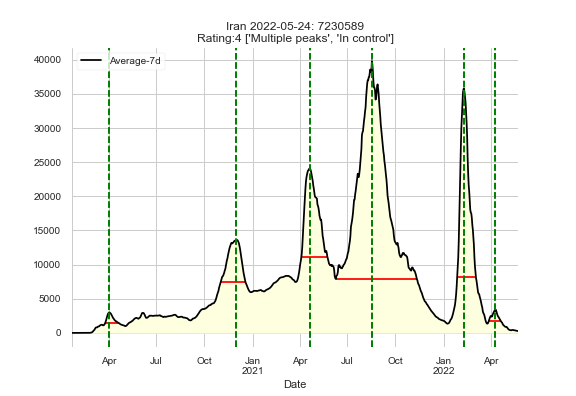 Iran 2022-05-24: 7230589
Rating:4 ['Multiple peaks', 'In control']
Average-7d
40000
35000
30000
25000
20000
15000
10000
5000
0
Apr Jul Oct Jan Apr Jul Oct Jan Apr
2021 2022
Date